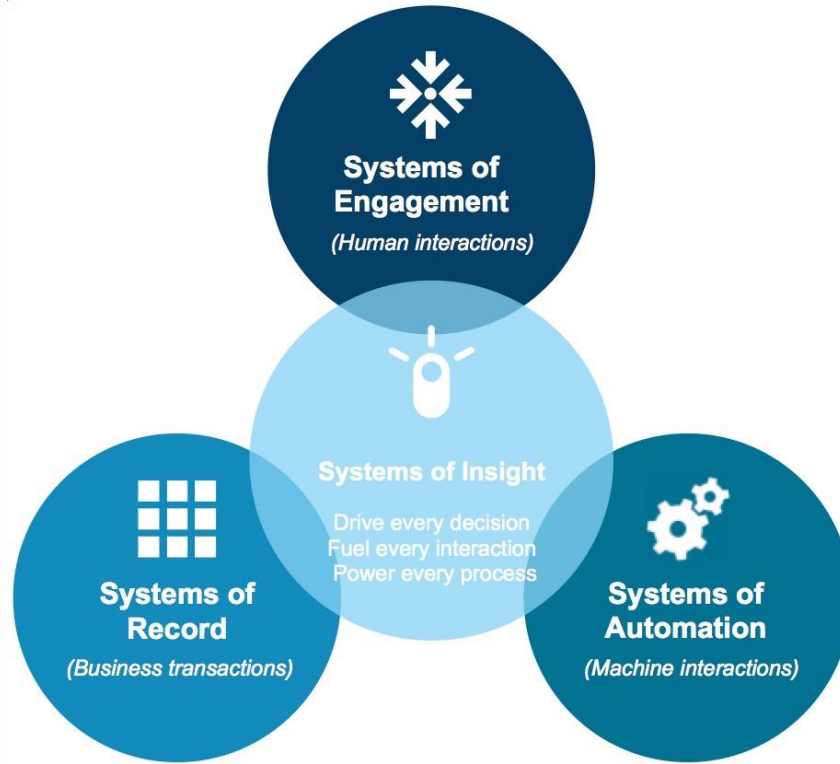 Systems of
Engagement
(Human interactions)
Systems of Insight
Drive every decision
Fuel every interaction
Power every process
Systems of
Record
(Business transactions)
Systems of
Automation
(Machine interactions)